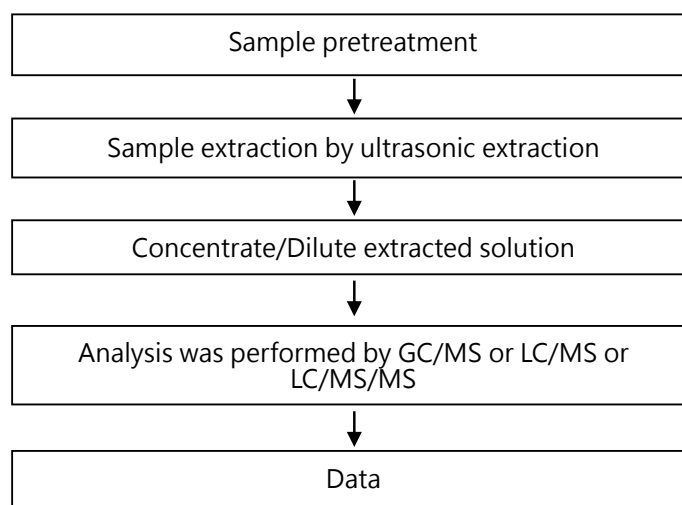 Sample pretreatment
Sample extraction by ultrasonic extraction
Concentrate/Dilute extracted solution
Analysis was performed by GC/MS or LC/MS or
LC/MS/MS
Data